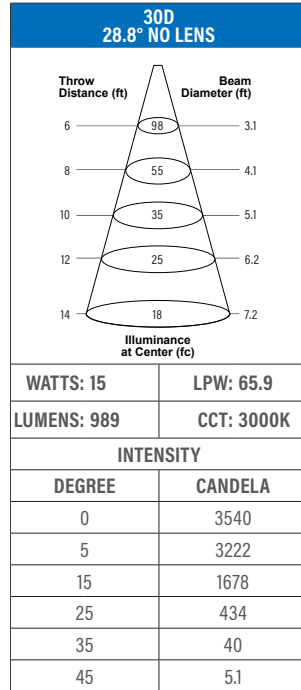 30D
28.8° NO LENS
Throw Distance (ft) Beam Diameter (ft)
6 98 3.1
8 55 4.1
10 35 5.1
12 25 6.2
14 18 7.2
Illuminance
at Center (fc)
WATTS: 15 LPW: 65.9
LUMENS: 989 CCT: 3000K
INTENSITY
DEGREE CANDELA
0 3540
5 3222
15 1678
25 434
35 40
45 5.1